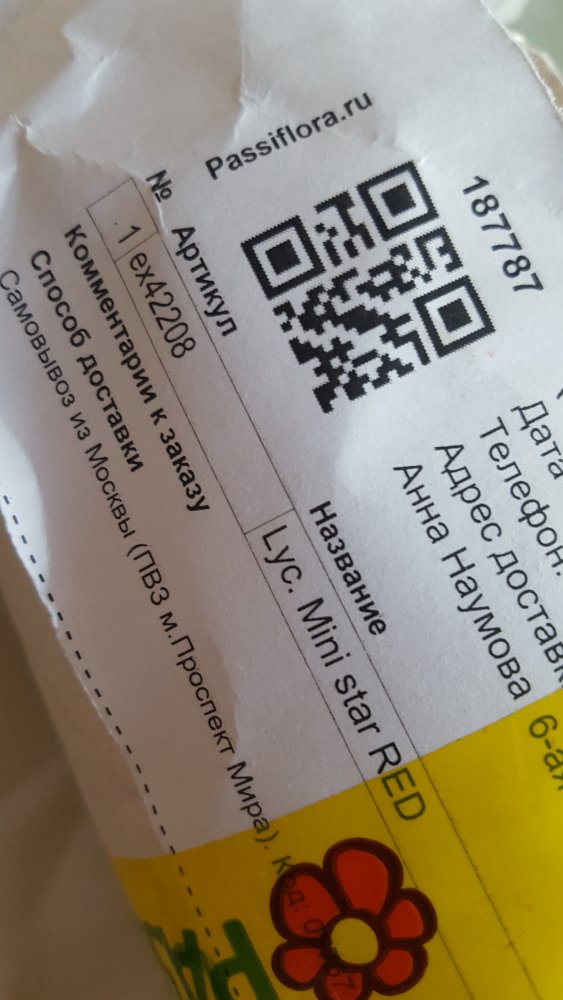 Passiflora.ru
187787
Дата
Телефон:
Адрес достав
Анна Наумова
6-ая
№ Артикул Название
1 ex42208 Lyc. Mini star RED
Комментарии к заказу
Способ доставки
Самовывоз из Москвы (ПВЗ м.Проспект Мира). код: